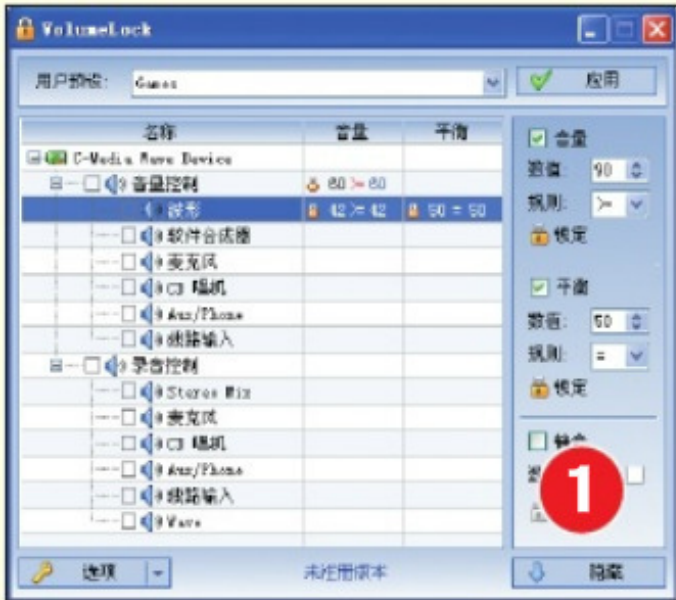 VolumeLock
用户预设: Games 应用
名称 音量 平衡
C-Media Wave Device
音量控制 60 >= 60
波形 42 >= 42 50 = 50
软件合成器
麦克风
CD 唱机
Aux/Phone
线路输入
录音控制
Stereo Mix
麦克风
CD 唱机
Aux/Phone
线路输入
Wave
音量
数值: 90
规则: >=
锁定
平衡
数值: 50
规则: =
锁定
1
选项 未注册版本 隐藏